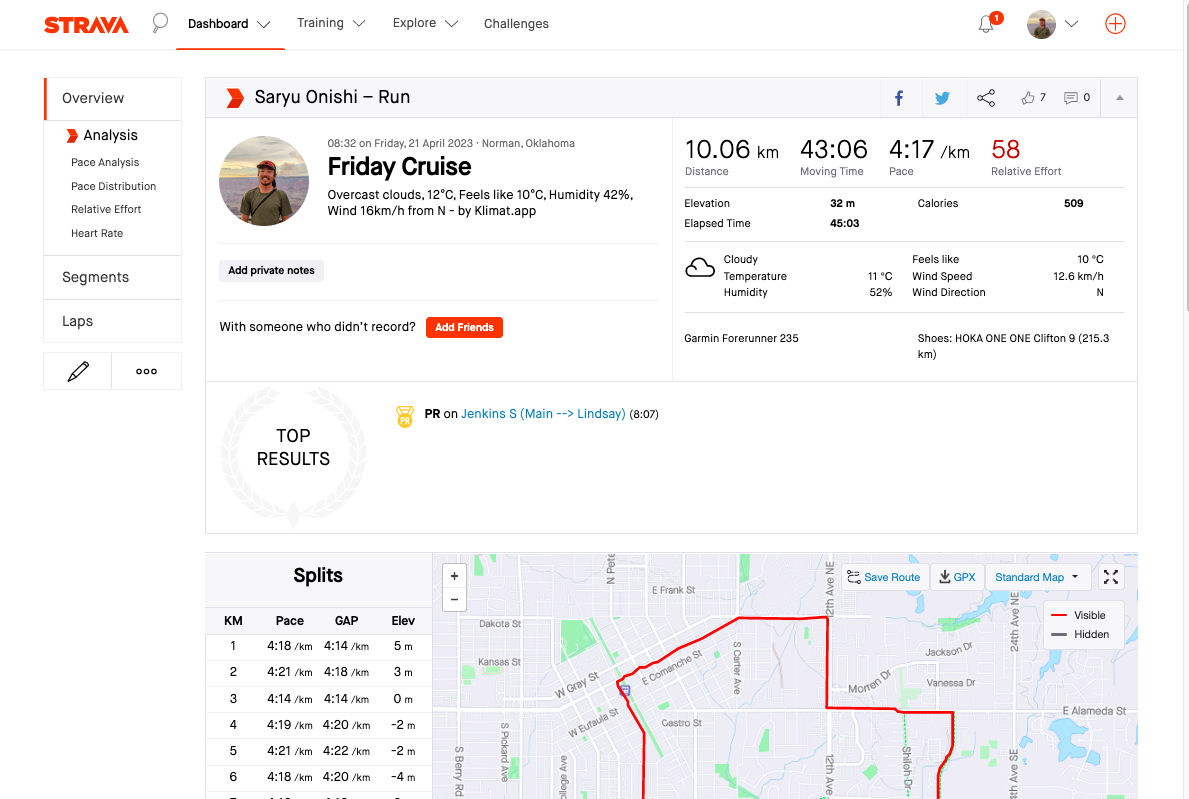 STRAVA
Dashboard
Training
Explore
Challenges
1
Overview
Analysis
Pace Analysis
Pace Distribution
Relative Effort
Heart Rate
Segments
Laps
Saryu Onishi – Run
7
0
08:32 on Friday, 21 April 2023 · Norman, Oklahoma
Friday Cruise
Overcast clouds, 12°C, Feels like 10°C, Humidity 42%,
Wind 16km/h from N - by Klimat.app
Add private notes
With someone who didn't record? Add Friends
10.06 km 43:06 4:17 /km 58
Distance Moving Time Pace Relative Effort
Elevation 32 m Calories 509
Elapsed Time 45:03
Cloudy Feels like 10 °C
Temperature 11 °C Wind Speed 12.6 km/h
Humidity 52% Wind Direction N
Garmin Forerunner 235
Shoes: HOKA ONE ONE Clifton 9 (215.3
km)
TOP
RESULTS
PR
PR on Jenkins S (Main --> Lindsay) (8:07)
Splits
KM Pace GAP Elev
1 4:18 /km 4:14 /km 5 m
2 4:21 /km 4:18 /km 3 m
3 4:14 /km 4:14 /km 0 m
4 4:19 /km 4:20 /km -2 m
5 4:21 /km 4:22 /km -2 m
6 4:18 /km 4:20 /km -4 m
+
−
Save Route
GPX
Standard Map
Visible
Hidden
N Pete
E Frank St
12th Ave NE
24th Ave NE
Dakota St
Kansas St
W Gray St
E Comanche St
S Carter Ave
Jackson Dr
Morren Dr
Vanessa Dr
W Eufaula St
Castro St
E Alameda St
S Berry Rd
S Pickard Ave
College Ave
12th Ave
Shiloh Dr
24th Ave SE